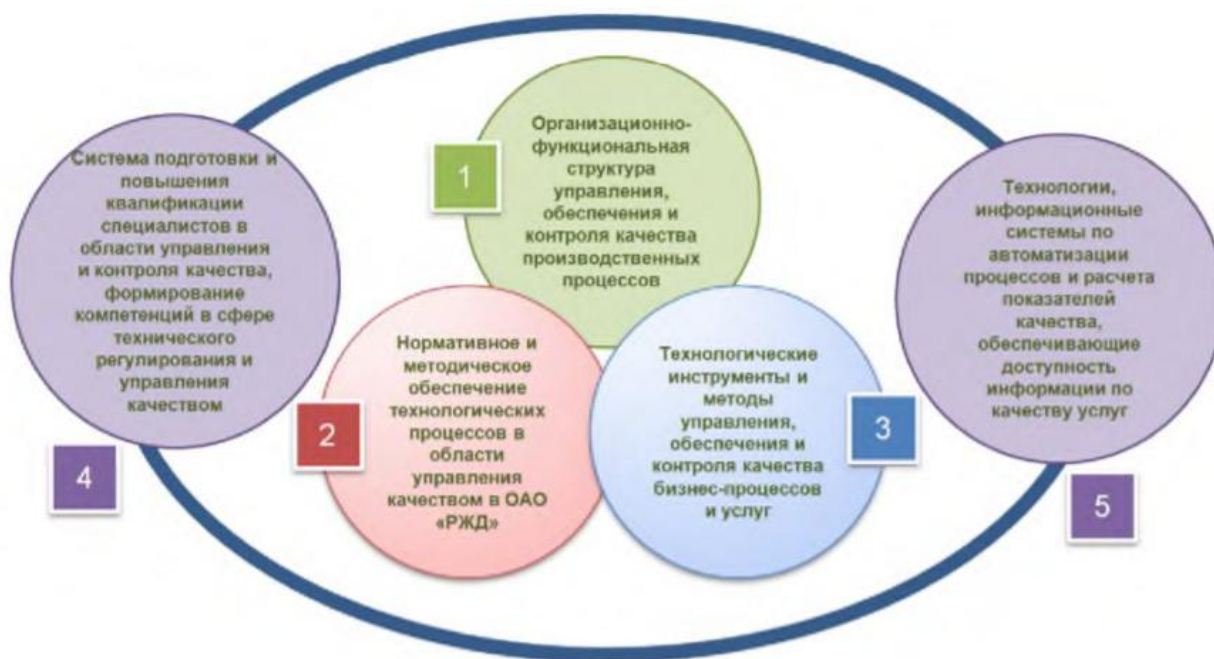 1
Организационно-
функциональная
структура
управления,
обеспечения и
контроля качества
производственных
процессов
2
Нормативное и
методическое
обеспечение
технологических
процессов в
области
управления
качеством в ОАО
«РЖД»
3
Технологические
инструменты и
методы
управления,
обеспечения и
контроля качества
бизнес-процессов
и услуг
4
Система подготовки и
повышения
квалификации
специалистов в
области управления
и контроля качества,
формирование
компетенций в сфере
технического
регулирования и
управления
качеством
5
Технологии,
информационные
системы по
автоматизации
процессов и расчета
показателей
качества,
обеспечивающие
доступность
информации по
качеству услуг